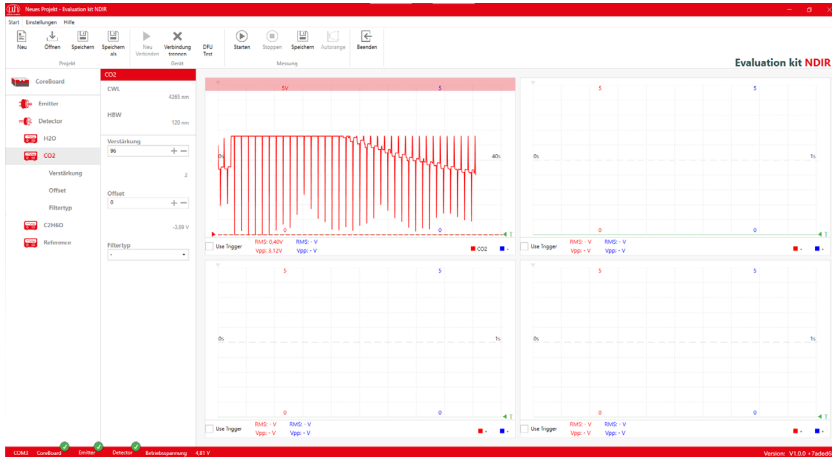 Neues Projekt - Evaluation kit NDIR
Start Einstellungen Hilfe
Neu Öffnen Speichern Speichern als Neu Verbinden Verbindung trennen DFU Test Starten Stoppen Speichern Autorange Beenden
Projekt Gerät Messung
Evaluation kit NDIR
CoreBoard
Emitter
Detector
H2O
CO2
Verstärkung
Offset
Filtertyp
C2H6O
Reference
CO2
CWL
4265 nm
HBW
120 nm
Verstärkung
96
Offset
0
-3,00 V
Filtertyp
-
5V 5
0s 40s
0 0
Use Trigger RMS: 0,40V RMS: - V
Vpp: 3,12V Vpp: - V
CO2 -
5 5
0s 1s
0 0
Use Trigger RMS: - V RMS: - V
Vpp: - V Vpp: - V
- -
5 5
0s 1s
0 0
Use Trigger RMS: - V RMS: - V
Vpp: - V Vpp: - V
- -
5 5
0s 1s
0 0
Use Trigger RMS: - V RMS: - V
Vpp: - V Vpp: - V
- -
COM3 CoreBoard Emitter Detector Betriebsspannung 4,81 V
Version: V1.0.0 +7aded6